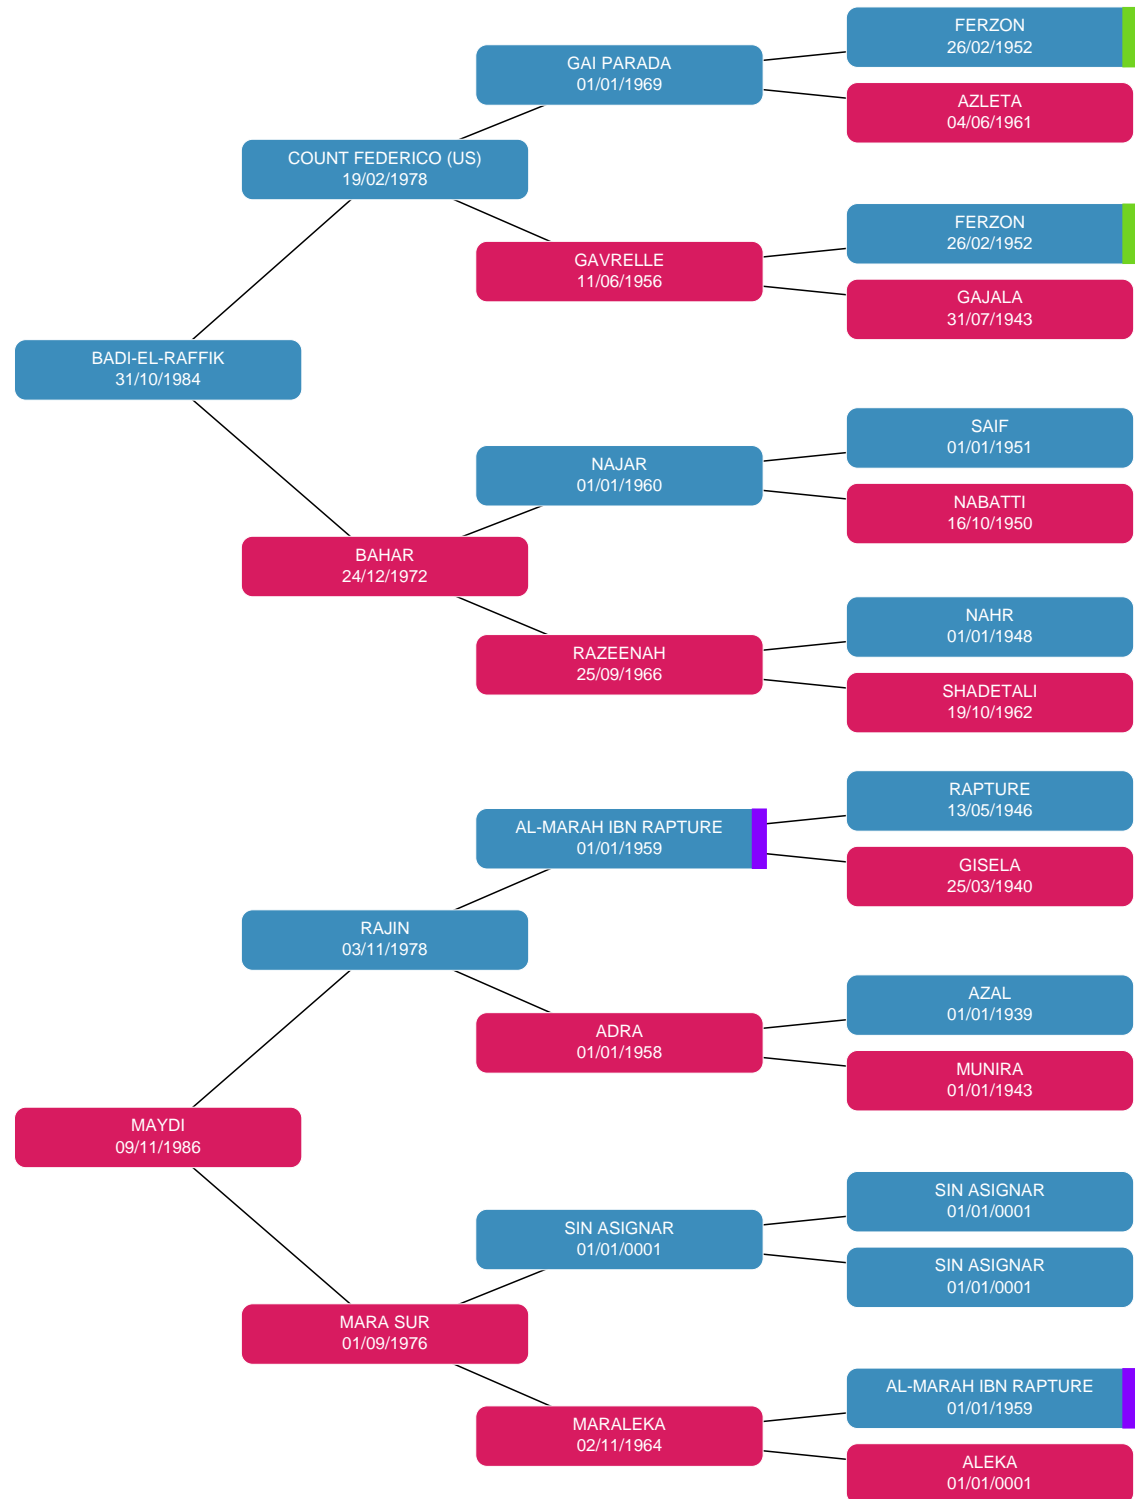 FERZON
26/02/1952
GAI PARADA
01/01/1969
AZLETA
04/06/1961
COUNT FEDERICO (US)
19/02/1978
FERZON
26/02/1952
GAVRELLE
11/06/1956
GAJALA
31/07/1943
BADI-EL-RAFFIK
31/10/1984
SAIF
01/01/1951
NAJAR
01/01/1960
NABATTI
16/10/1950
BAHAR
24/12/1972
NAHR
01/01/1948
RAZEENAH
25/09/1966
SHADETALI
19/10/1962
RAPTURE
13/05/1946
AL-MARAH IBN RAPTURE
01/01/1959
GISELA
25/03/1940
RAJIN
03/11/1978
AZAL
01/01/1939
ADRA
01/01/1958
MUNIRA
01/01/1943
MAYDI
09/11/1986
SIN ASIGNAR
01/01/0001
SIN ASIGNAR
01/01/0001
SIN ASIGNAR
01/01/0001
MARA SUR
01/09/1976
AL-MARAH IBN RAPTURE
01/01/1959
MARALEKA
02/11/1964
ALEKA
01/01/0001